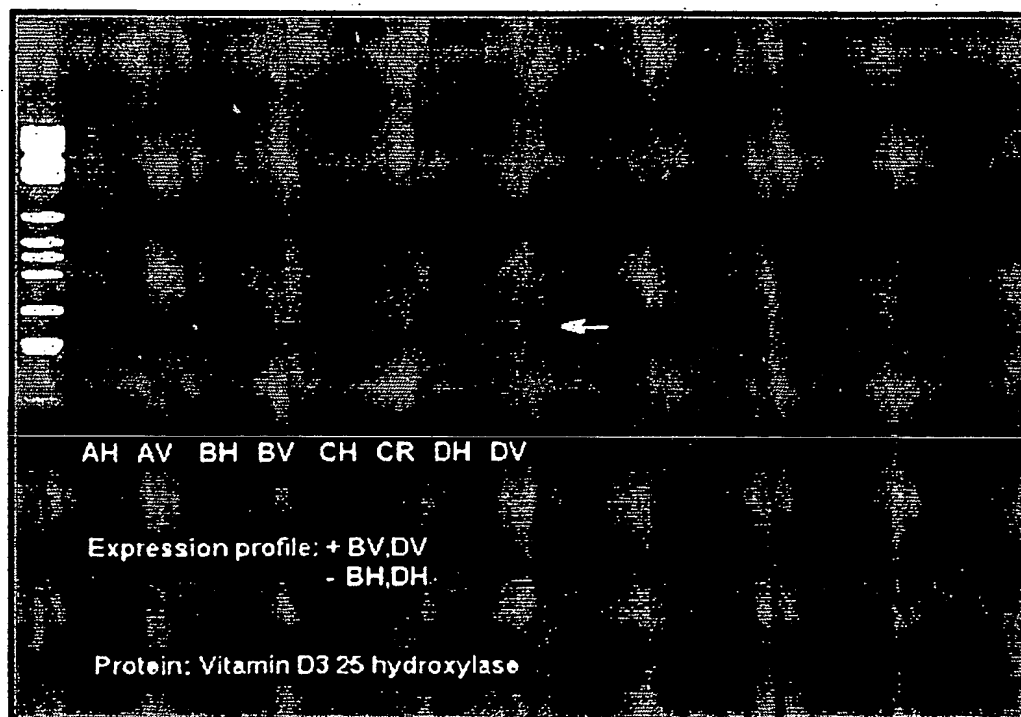 AH AV BH BV CH CR DH DV
Expression profile: + BV,DV
- BH,DH
Protein: Vitamin D3 25 hydroxylase